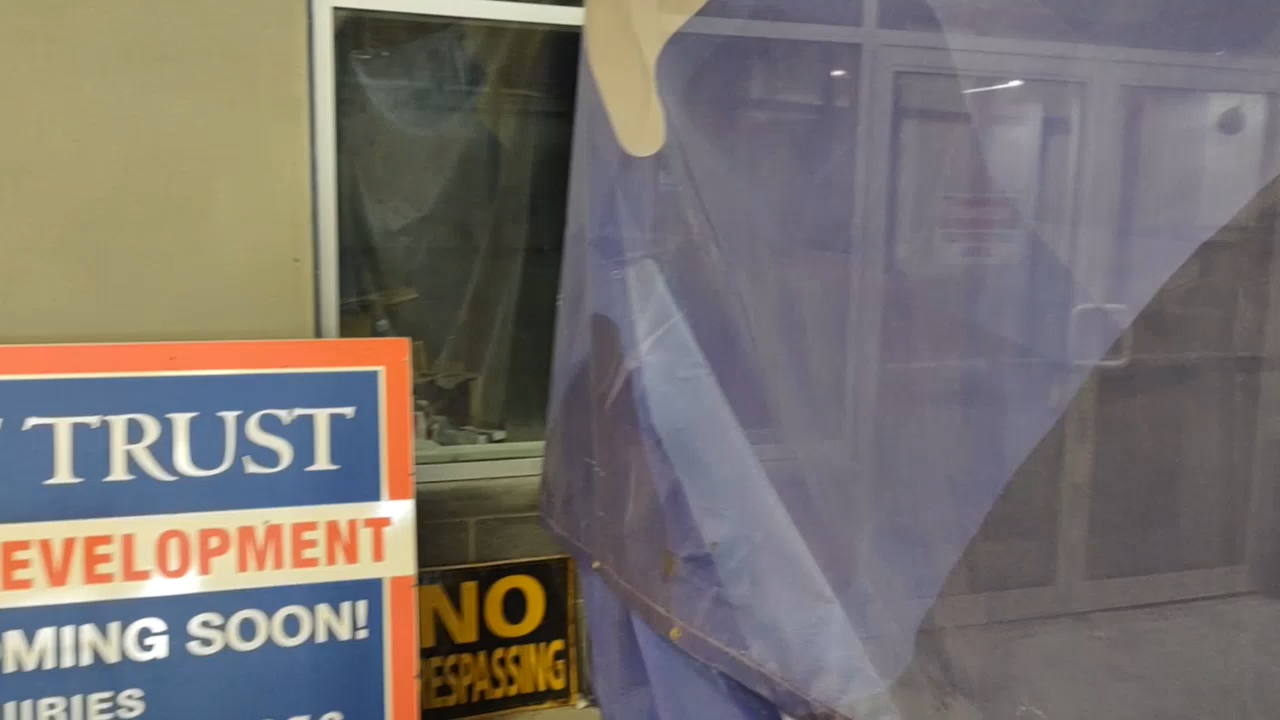 TRUST
EVELOPMENT
MING SOON!
UIRIES
NO
RESPASSING